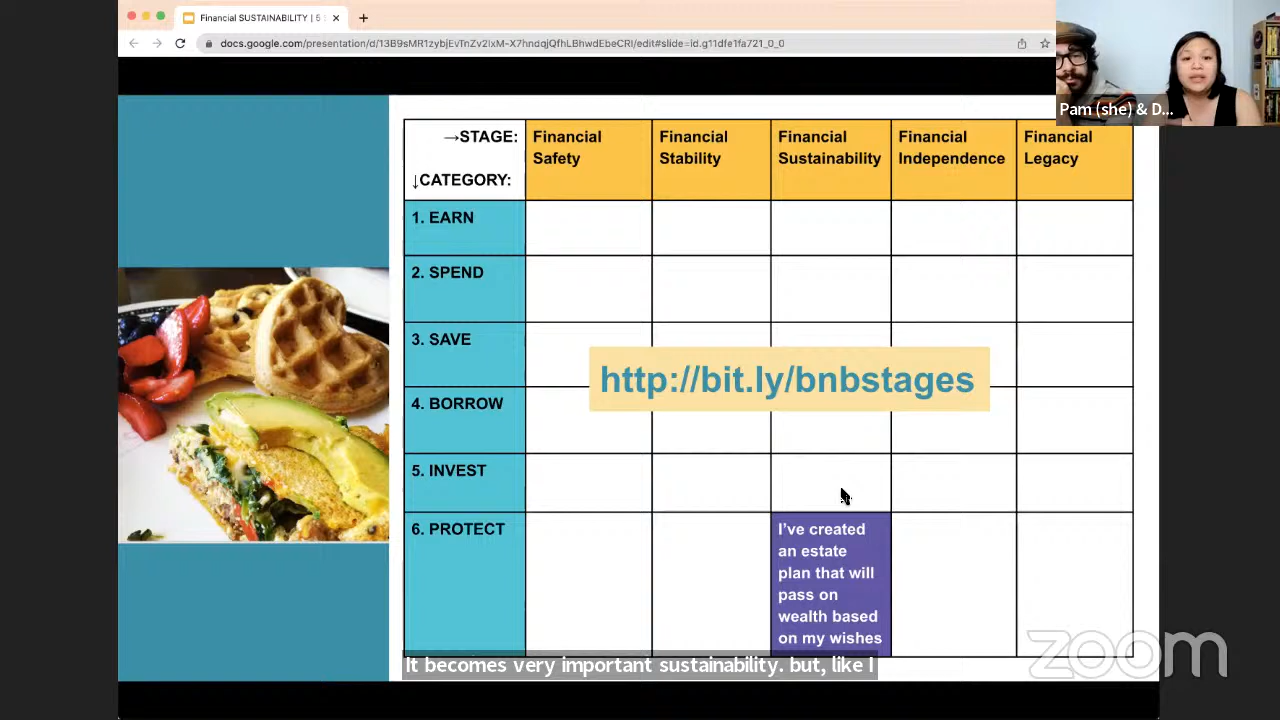 Financial SUSTAINABILITY | 5
docs.google.com/presentation/d/13B9sMR1zybjEvTnZv2IxM-X7hndqjQfhLBhwdEbeCRI/edit#slide=id.g11dfe1fa721_0_0
Pam (she) & D...
→STAGE:
↓CATEGORY:
Financial Safety
Financial Stability
Financial Sustainability
Financial Independence
Financial Legacy
1. EARN
2. SPEND
3. SAVE
http://bit.ly/bnbstages
4. BORROW
5. INVEST
6. PROTECT
I've created
an estate
plan that will
pass on
wealth based
on my wishes
It becomes very important sustainability. but, like I
zoom